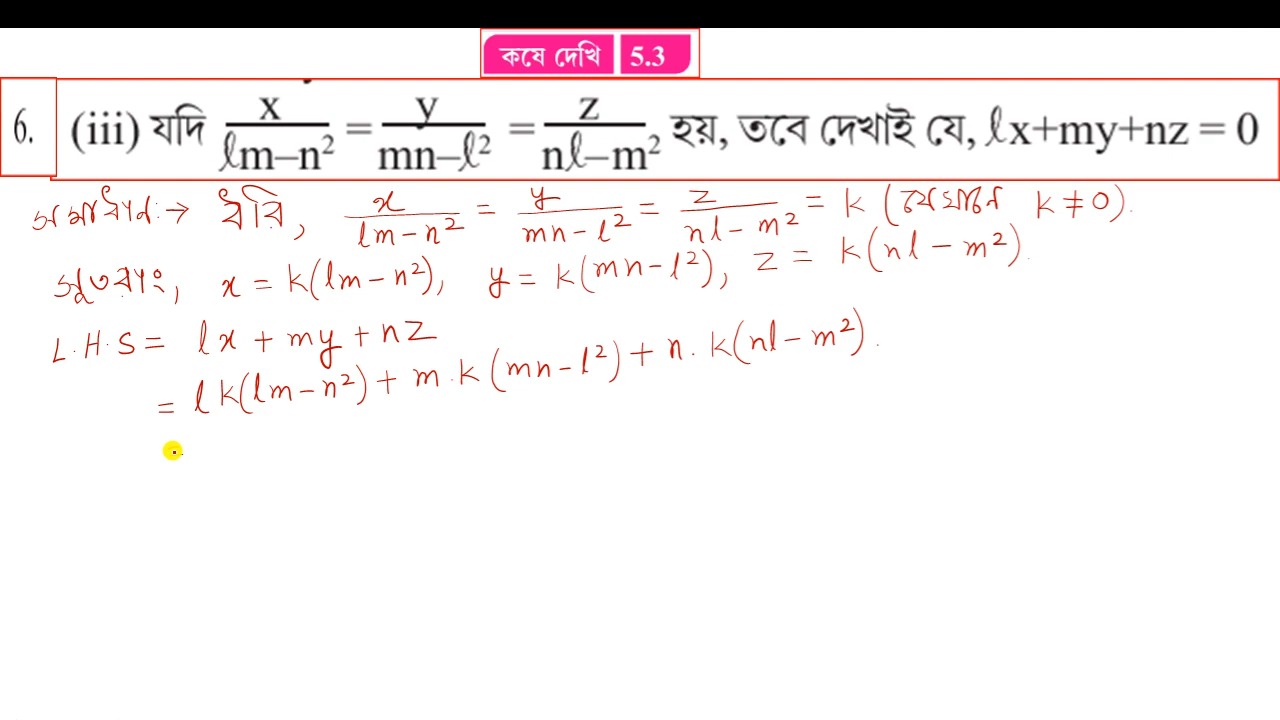 কষে দেখি 5.3
6. (iii) যদি x/(ℓm–n²) = y/(mn–ℓ²) = z/(nℓ–m²) হয়, তবে দেখাই যে, ℓx+my+nz = 0
সমাধান:→ ধরি, x/(lm – n²) = y/(mn – l²) = z/(nl – m²) = k (যেখানে k ≠ 0).
সুতরাং, x = k(lm – n²), y = k(mn – l²), z = k(nl – m²).
L.H.S = lx + my + nz
= lk(lm – n²) + m.k(mn – l²) + n.k(nl – m²).